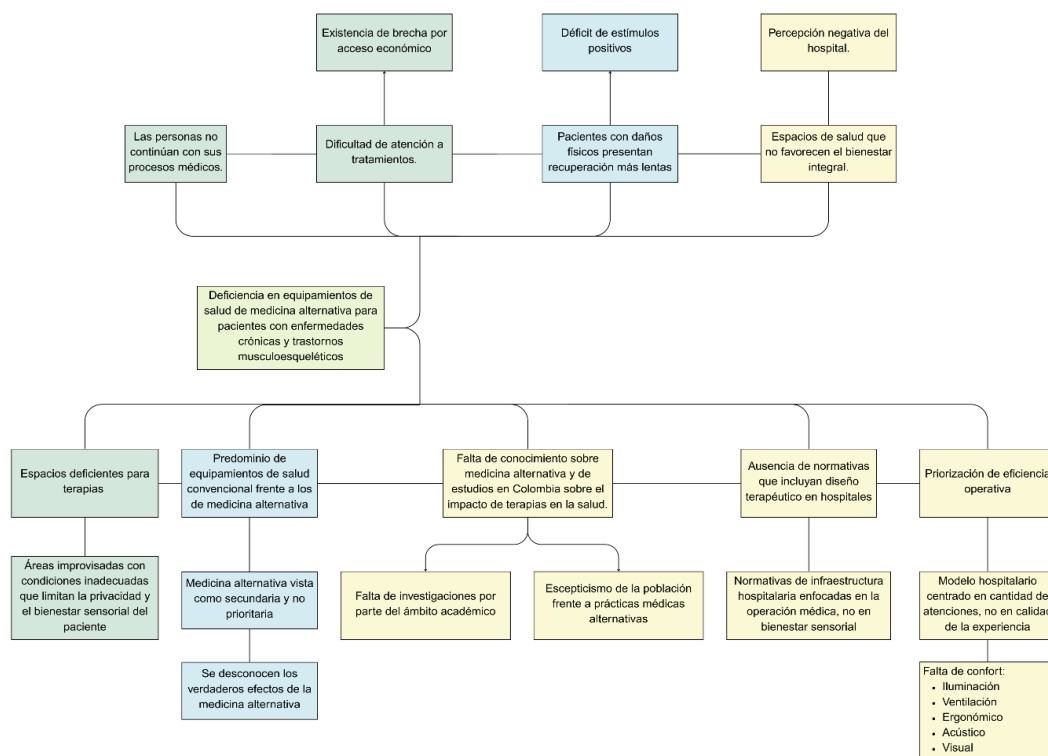 Existencia de brecha por
acceso económico
Déficit de estímulos
positivos
Percepción negativa del
hospital.
Las personas no
continúan con sus
procesos médicos.
Dificultad de atención a
tratamientos.
Pacientes con daños
físicos presentan
recuperación más lentas
Espacios de salud que
no favorecen el bienestar
integral.
Deficiencia en equipamientos de
salud de medicina alternativa para
pacientes con enfermedades
crónicas y trastornos
musculoesqueléticos
Espacios deficientes para
terapias
Predominio de
equipamientos de salud
convencional frente a los
de medicina alternativa
Falta de conocimiento sobre
medicina alternativa y de
estudios en Colombia sobre el
impacto de terapias en la salud.
Ausencia de normativas
que incluyan diseño
terapéutico en hospitales
Priorización de eficiencia
operativa
Áreas improvisadas con
condiciones inadecuadas
que limitan la privacidad y
el bienestar sensorial del
paciente
Medicina alternativa vista
como secundaria y no
prioritaria
Falta de investigaciones por
parte del ámbito académico
Escepticismo de la población
frente a prácticas médicas
alternativas
Normativas de infraestructura
hospitalaria enfocadas en la
operación médica, no en
bienestar sensorial
Modelo hospitalario
centrado en cantidad de
atenciones, no en calidad
de la experiencia
Se desconocen los
verdaderos efectos de la
medicina alternativa
Falta de confort:
• Iluminación
• Ventilación
• Ergonómico
• Acústico
• Visual